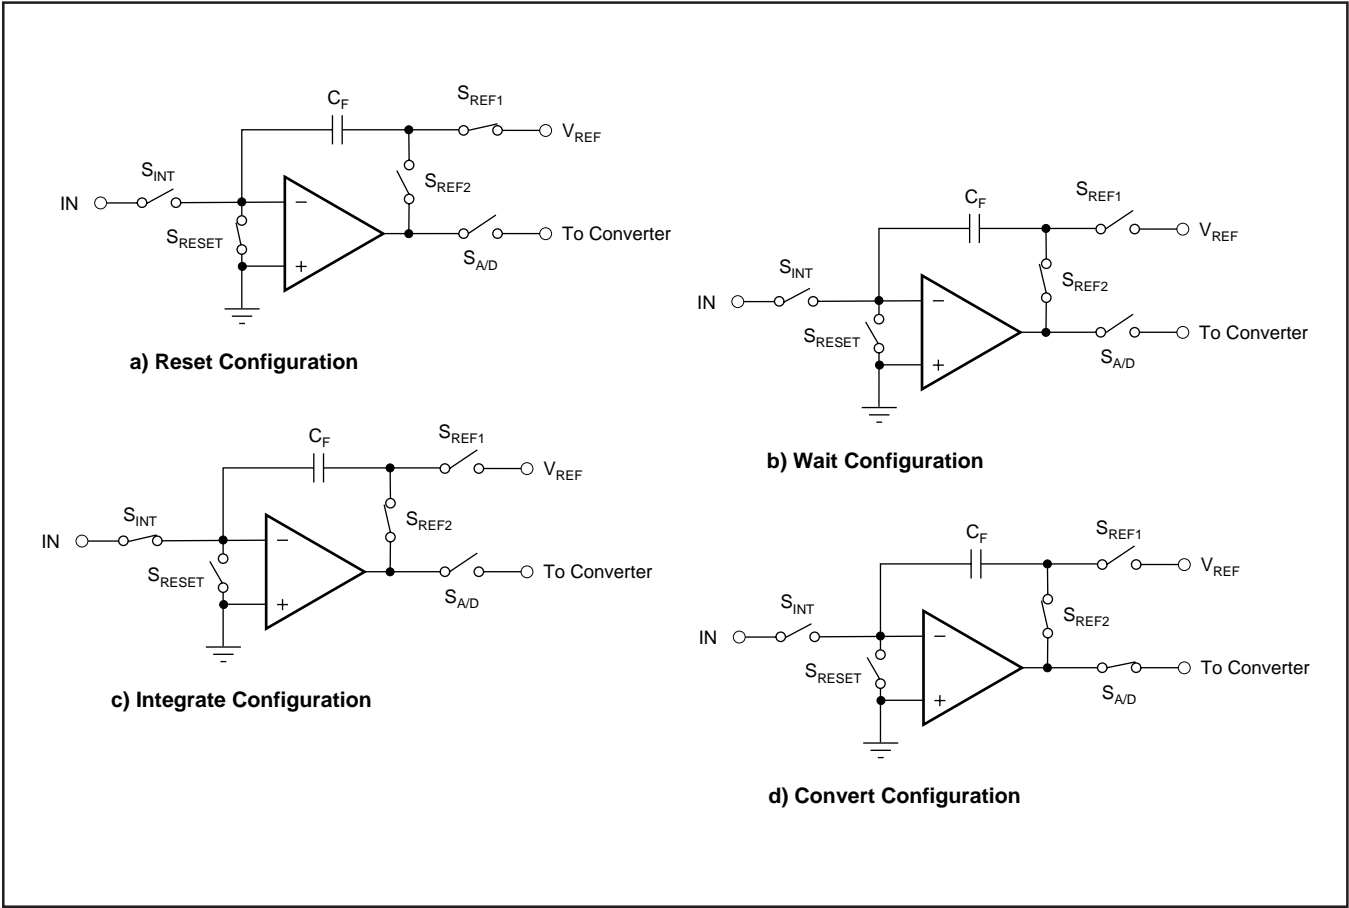 C_F
S_REF1
V_REF
S_INT
IN
S_REF2
S_RESET
−
+
To Converter
S_A/D
a) Reset Configuration
C_F
S_REF1
V_REF
S_INT
IN
S_REF2
S_RESET
−
+
To Converter
S_A/D
b) Wait Configuration
C_F
S_REF1
V_REF
S_INT
IN
S_REF2
S_RESET
−
+
To Converter
S_A/D
c) Integrate Configuration
C_F
S_REF1
V_REF
S_INT
IN
S_REF2
S_RESET
−
+
To Converter
S_A/D
d) Convert Configuration